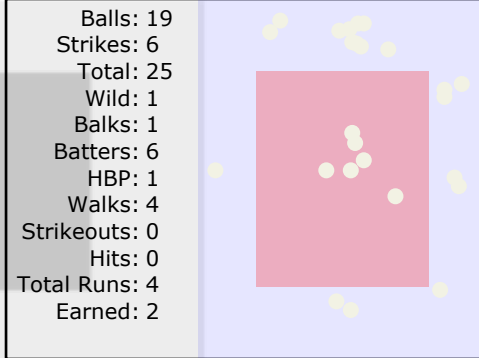 Balls: 19
Strikes: 6
Total: 25
Wild: 1
Balks: 1
Batters: 6
HBP: 1
Walks: 4
Strikeouts: 0
Hits: 0
Total Runs: 4
Earned: 2